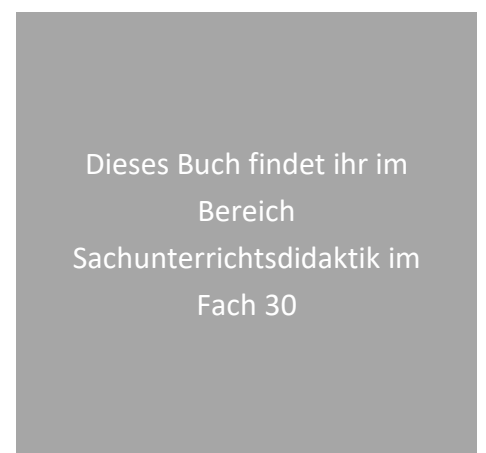 Dieses Buch findet ihr im
Bereich
Sachunterrichtsdidaktik im
Fach 30